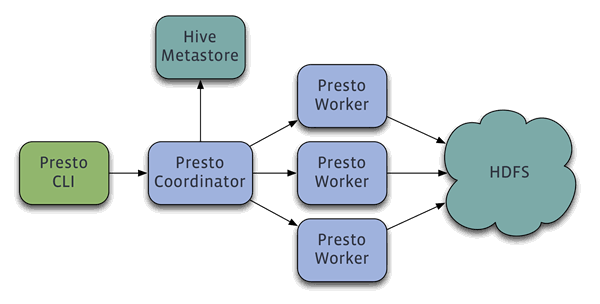 Hive
Metastore
Presto
Worker
Presto
CLI
Presto
Coordinator
Presto
Worker
HDFS
Presto
Worker